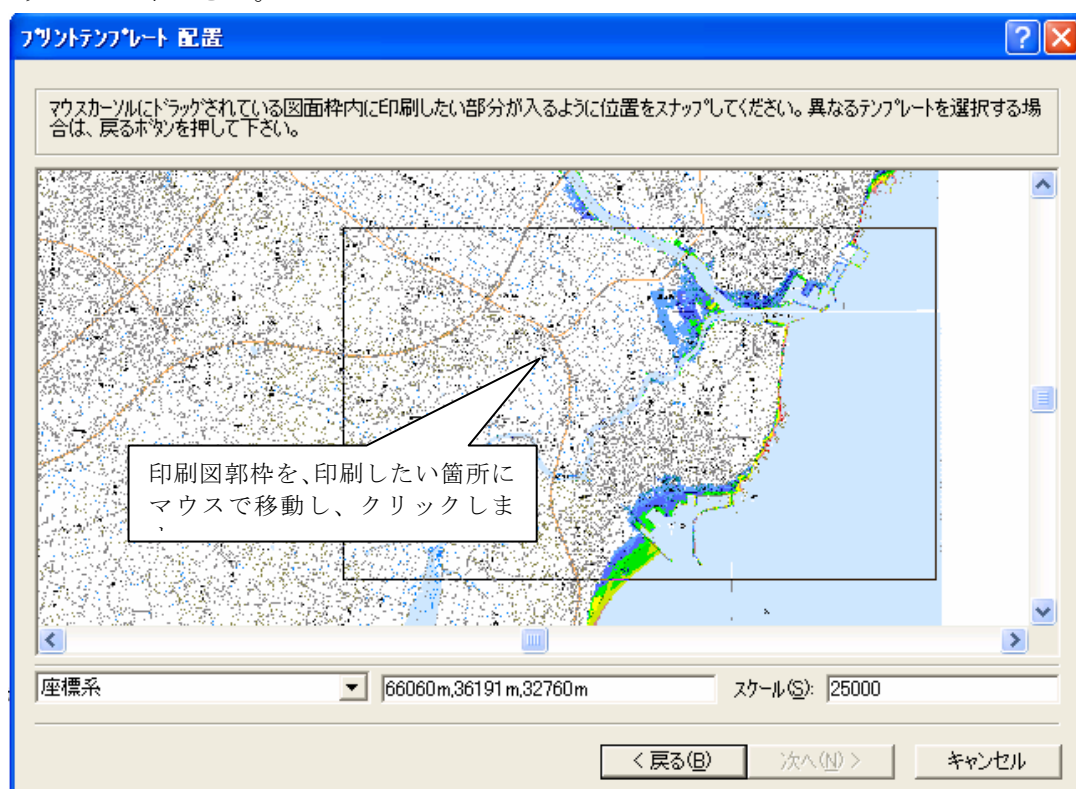 プリントテンプレート 配置
マウスカーソルにドラッグされている図面枠内に印刷したい部分が入るように位置をスナップしてください。異なるテンプレートを選択する場
合は、戻るボタンを押して下さい。
印刷図郭枠を、印刷したい箇所に
マウスで移動し、クリックしま
座標系
66060m,36191m,32760m
スケール(S): 25000
< 戻る(B)
次へ(N) >
キャンセル